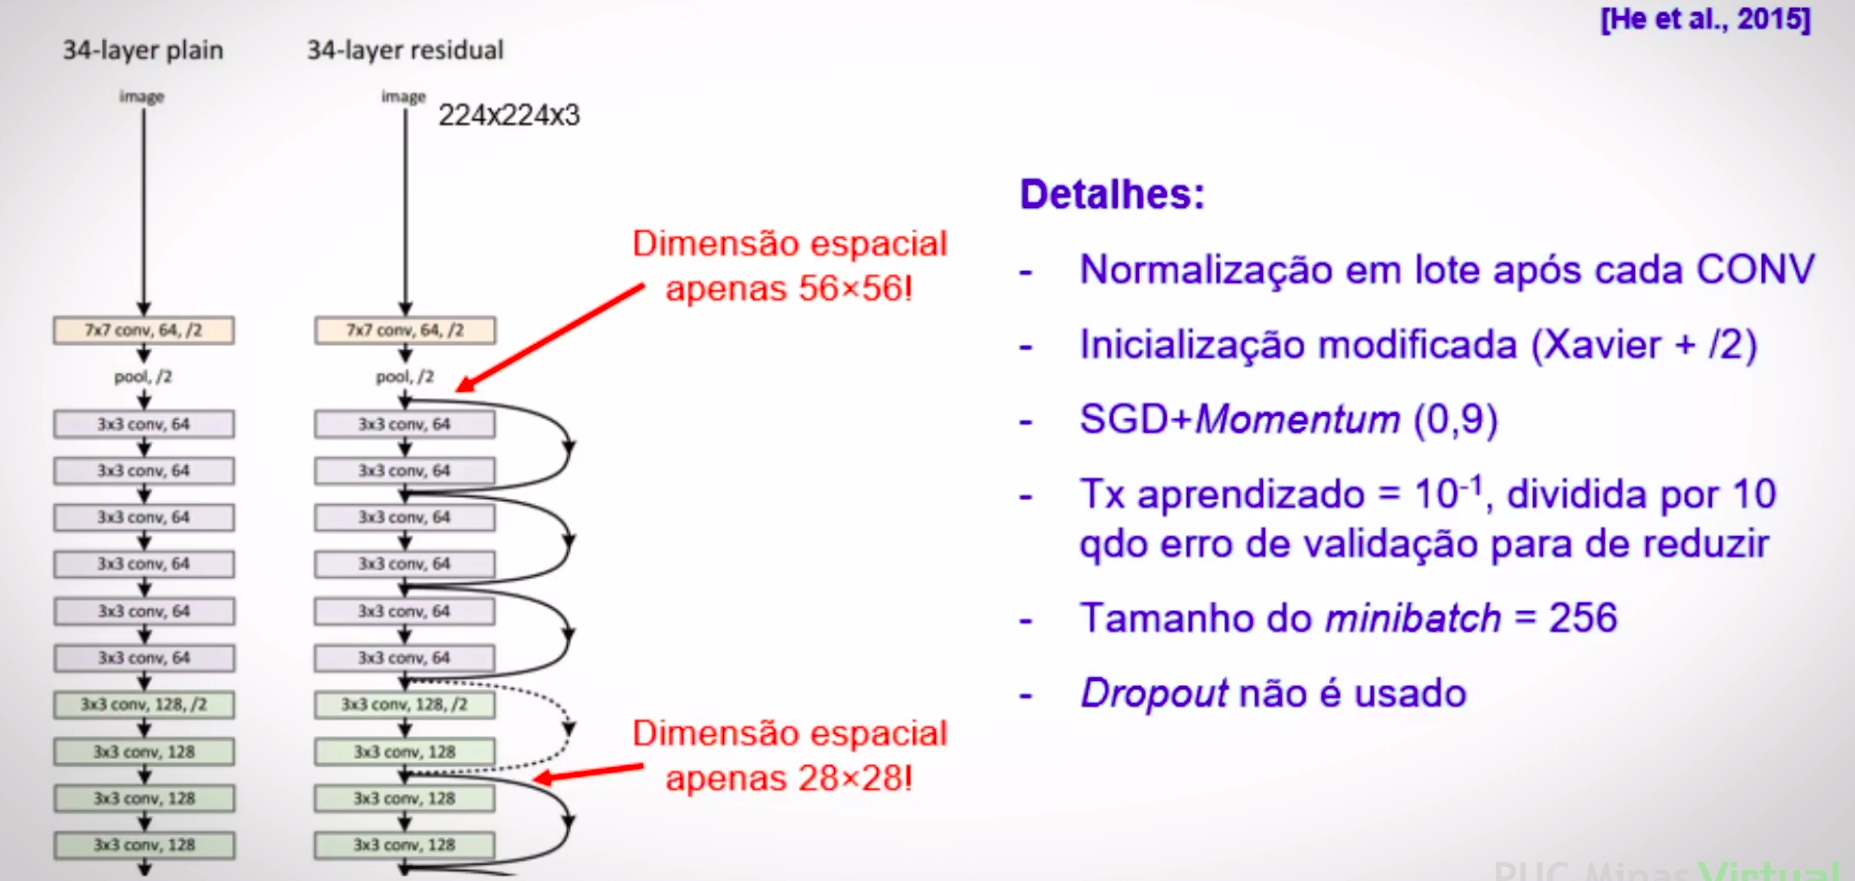 [He et al., 2015]
34-layer plain
34-layer residual
image
image
224x224x3
7x7 conv, 64, /2
7x7 conv, 64, /2
pool, /2
pool, /2
3x3 conv, 64
3x3 conv, 64
3x3 conv, 64
3x3 conv, 64
3x3 conv, 64
3x3 conv, 64
3x3 conv, 64
3x3 conv, 64
3x3 conv, 64
3x3 conv, 64
3x3 conv, 64
3x3 conv, 64
3x3 conv, 128, /2
3x3 conv, 128, /2
3x3 conv, 128
3x3 conv, 128
3x3 conv, 128
3x3 conv, 128
3x3 conv, 128
3x3 conv, 128
Dimensão espacial
apenas 56×56!
Dimensão espacial
apenas 28×28!
Detalhes:
- Normalização em lote após cada CONV
- Inicialização modificada (Xavier + /2)
- SGD+Momentum (0,9)
- Tx aprendizado = 10⁻¹, dividida por 10
qdo erro de validação para de reduzir
- Tamanho do minibatch = 256
- Dropout não é usado
PUC Minas Virtual